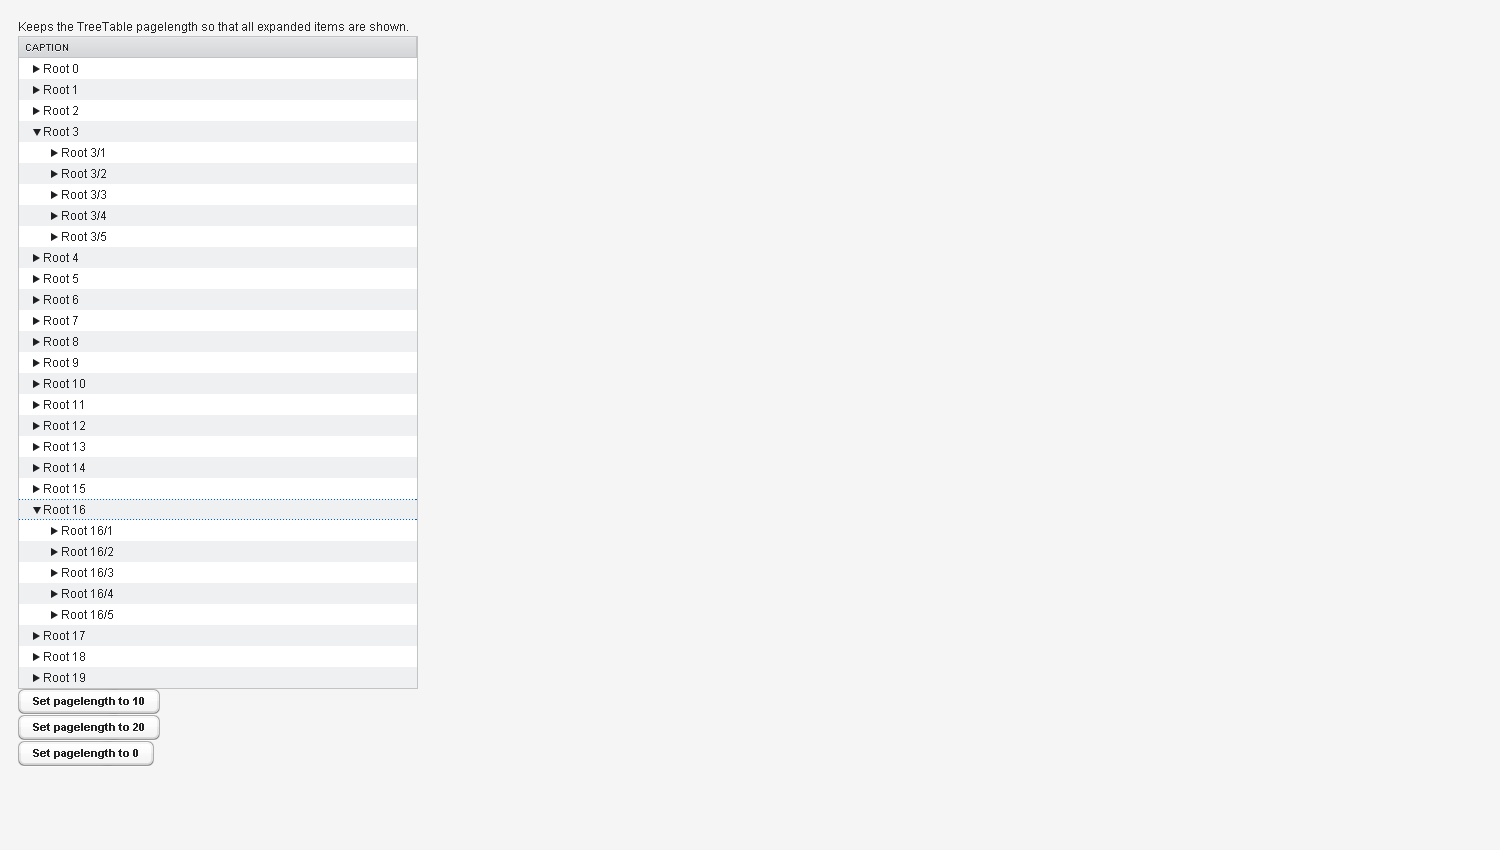 Keeps the TreeTable pagelength so that all expanded items are shown.
CAPTION
Root 0
Root 1
Root 2
Root 3
Root 3/1
Root 3/2
Root 3/3
Root 3/4
Root 3/5
Root 4
Root 5
Root 6
Root 7
Root 8
Root 9
Root 10
Root 11
Root 12
Root 13
Root 14
Root 15
Root 16
Root 16/1
Root 16/2
Root 16/3
Root 16/4
Root 16/5
Root 17
Root 18
Root 19
Set pagelength to 10
Set pagelength to 20
Set pagelength to 0